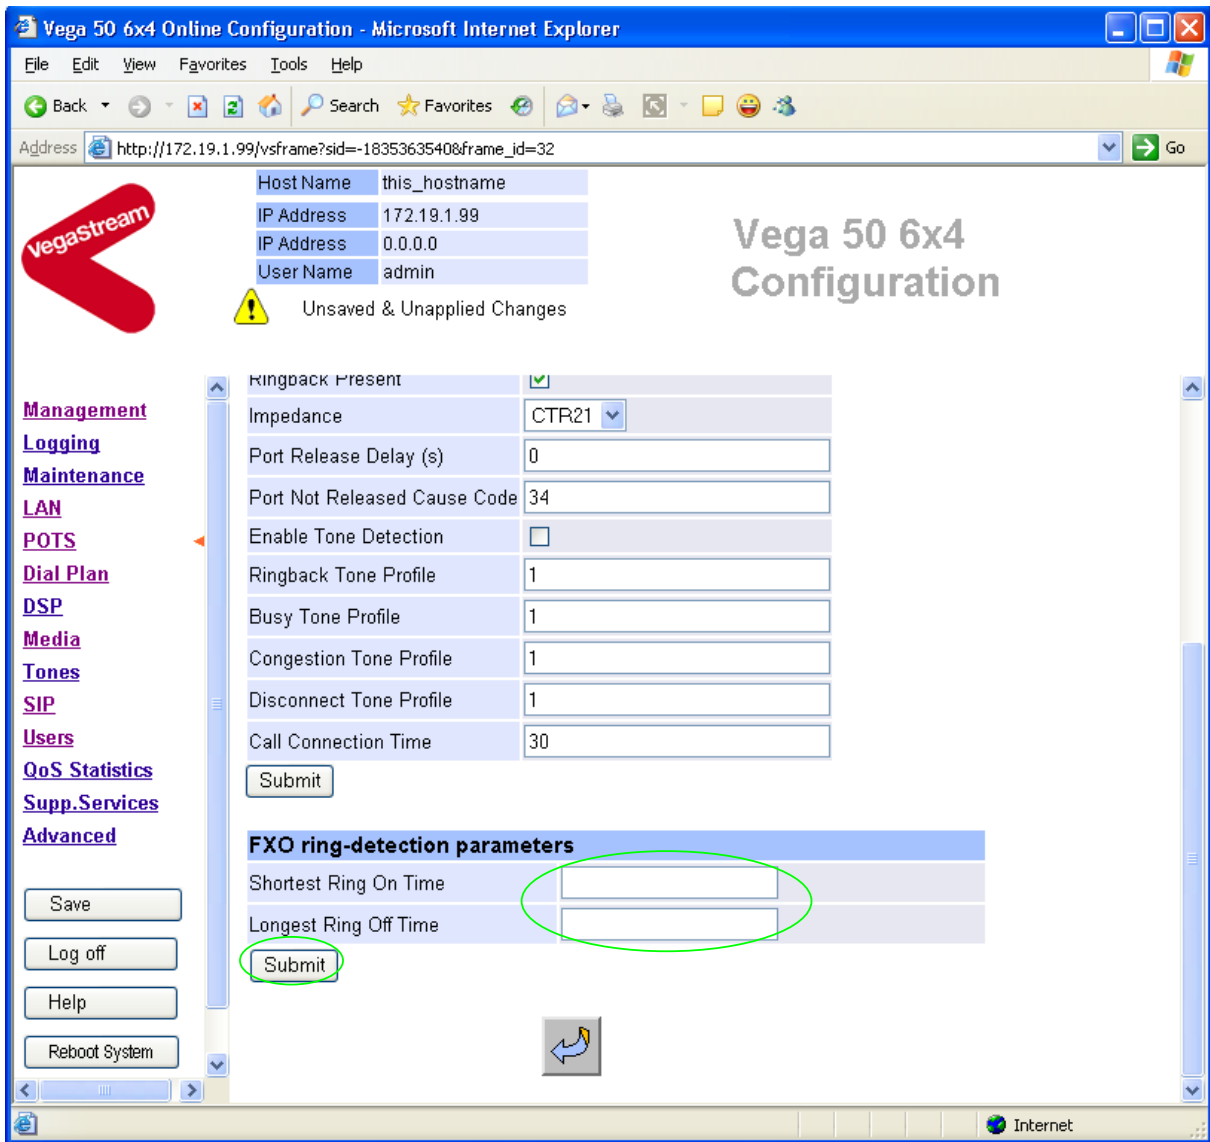 Vega 50 6x4 Online Configuration - Microsoft Internet Explorer
File Edit View Favorites Tools Help
Back Search Favorites
Address http://172.19.1.99/vsframe?sid=-1835363540&frame_id=32 Go
vegastream
Host Name this_hostname
IP Address 172.19.1.99
IP Address 0.0.0.0
User Name admin
Unsaved & Unapplied Changes
Vega 50 6x4
Configuration
Management
Logging
Maintenance
LAN
POTS
Dial Plan
DSP
Media
Tones
SIP
Users
QoS Statistics
Supp.Services
Advanced
Save
Log off
Help
Reboot System
Ringback Present
Impedance CTR21
Port Release Delay (s) 0
Port Not Released Cause Code 34
Enable Tone Detection
Ringback Tone Profile 1
Busy Tone Profile 1
Congestion Tone Profile 1
Disconnect Tone Profile 1
Call Connection Time 30
Submit
FXO ring-detection parameters
Shortest Ring On Time
Longest Ring Off Time
Submit
Internet